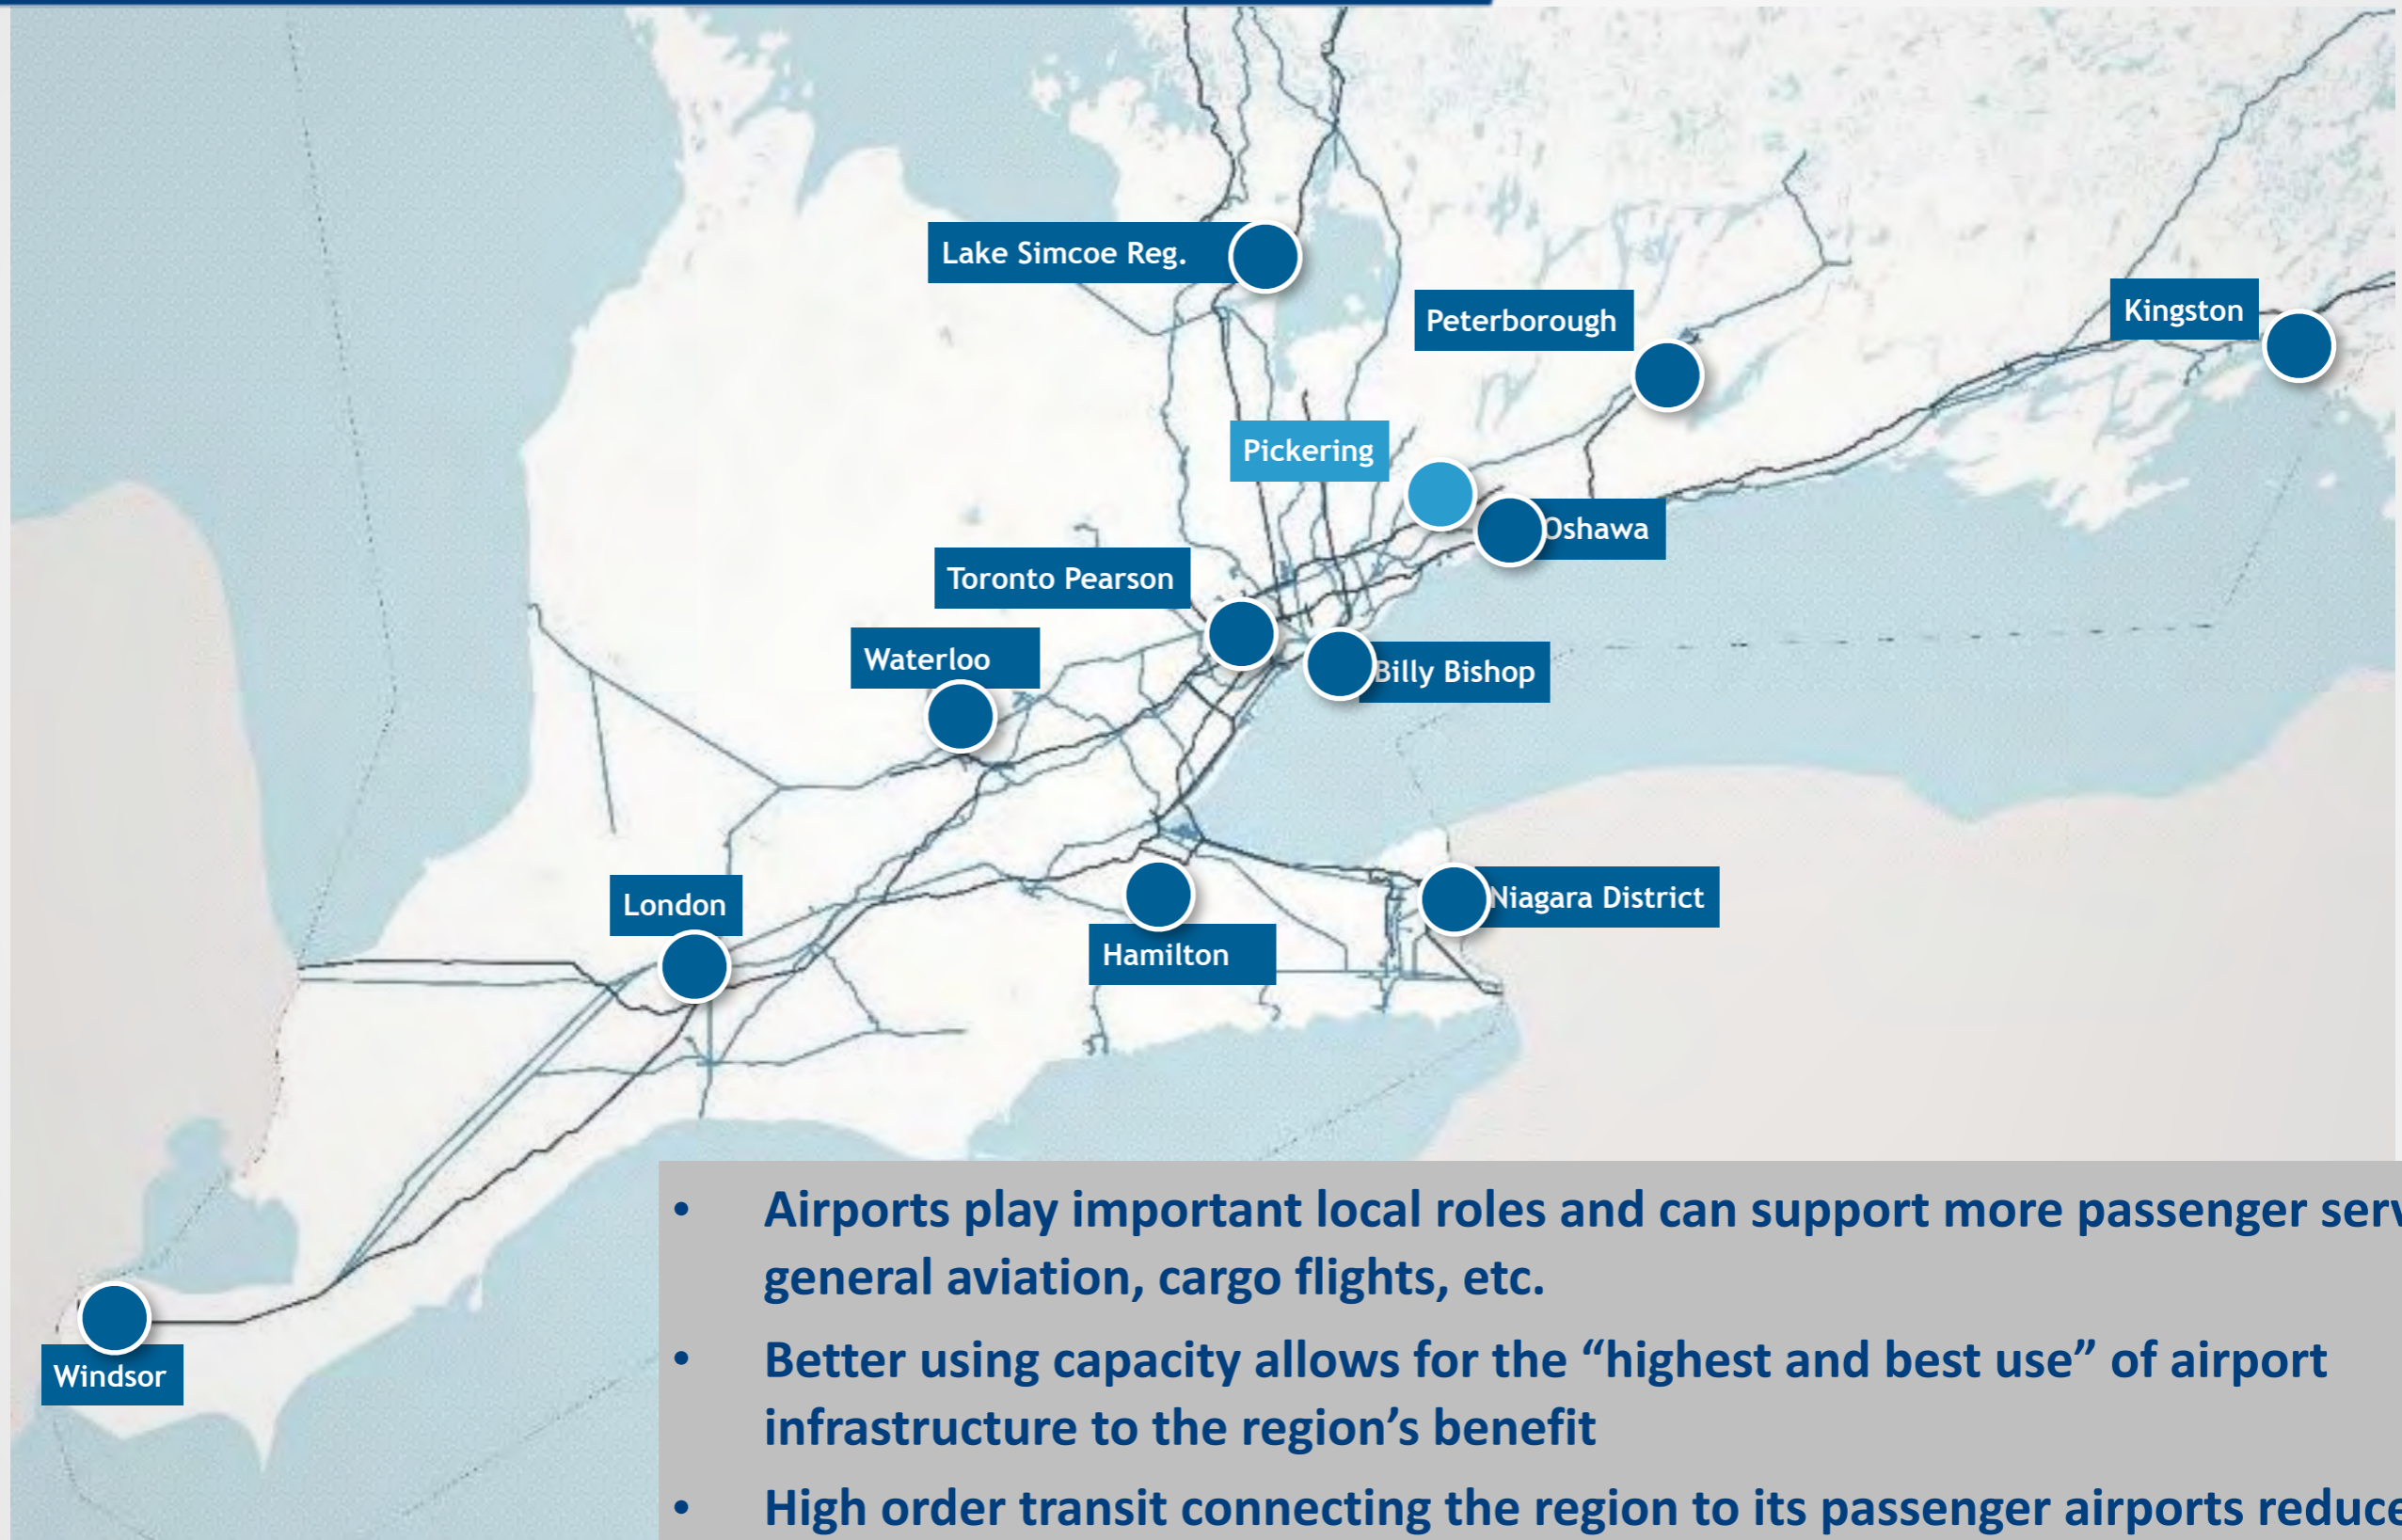 Lake Simcoe Reg.
Kingston
Peterborough
Pickering
Oshawa
Toronto Pearson
Waterloo
Billy Bishop
London
Niagara District
Hamilton
Windsor
• Airports play important local roles and can support more passenger serv
general aviation, cargo flights, etc.
• Better using capacity allows for the “highest and best use” of airport
infrastructure to the region’s benefit
• High order transit connecting the region to its passenger airports reduce